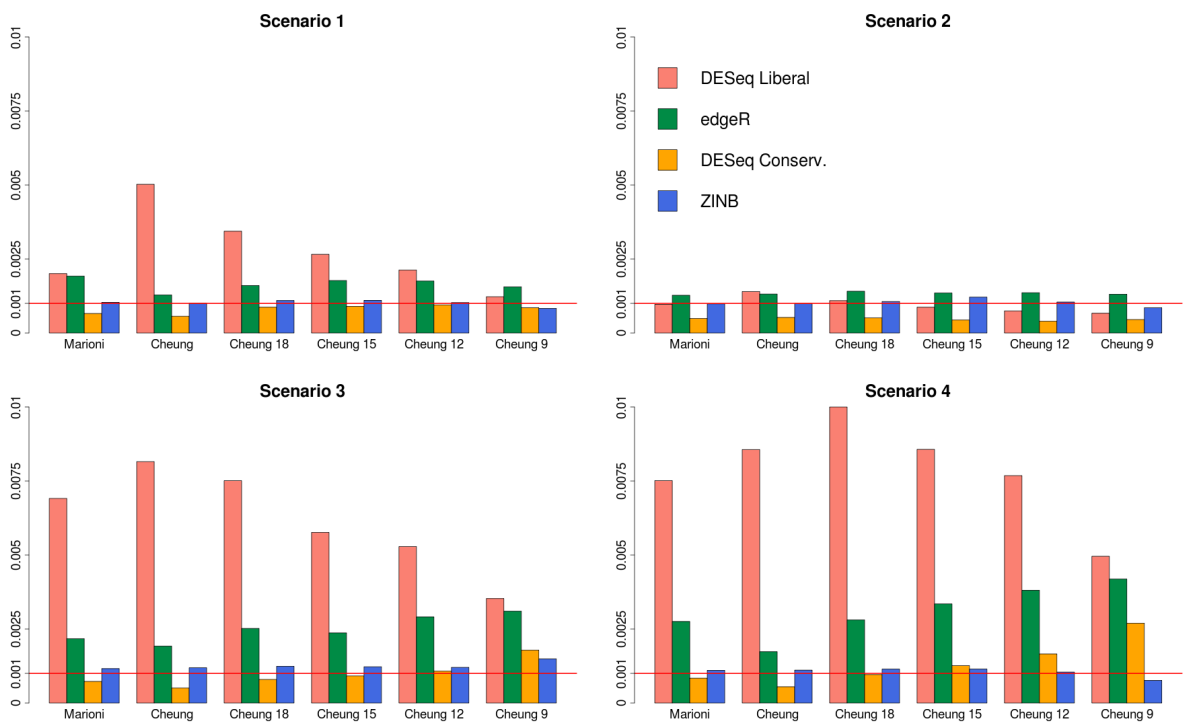 Scenario 1
0.01
0.0075
0.005
0.0025
0.001
0
Marioni Cheung Cheung 18 Cheung 15 Cheung 12 Cheung 9
Scenario 2
0.01
0.0075
0.005
0.0025
0.001
0
DESeq Liberal
edgeR
DESeq Conserv.
ZINB
Marioni Cheung Cheung 18 Cheung 15 Cheung 12 Cheung 9
Scenario 3
0.01
0.0075
0.005
0.0025
0.001
0
Marioni Cheung Cheung 18 Cheung 15 Cheung 12 Cheung 9
Scenario 4
0.01
0.0075
0.005
0.0025
0.001
0
Marioni Cheung Cheung 18 Cheung 15 Cheung 12 Cheung 9